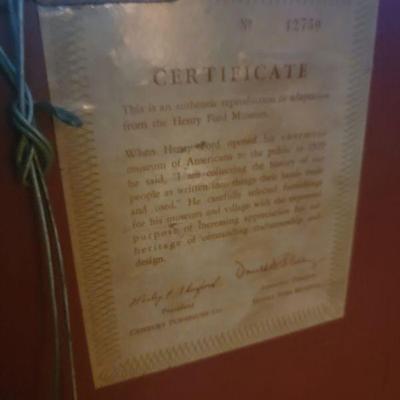 No 12750
CERTIFICATE
This is an authentic reproduction or adaptation
from the Henry Ford Museum.
When Henry Ford opened his
museum of Americana to the public in 1929
he said, "I am collecting the history of our
people as written into things their hands made
and used." He carefully selected furnishings
for his museum and village with the expressed
purpose of increasing appreciation for our
heritage of outstanding craftsmanship and
design.
President
Century Furniture Co.
Henry Ford Museum